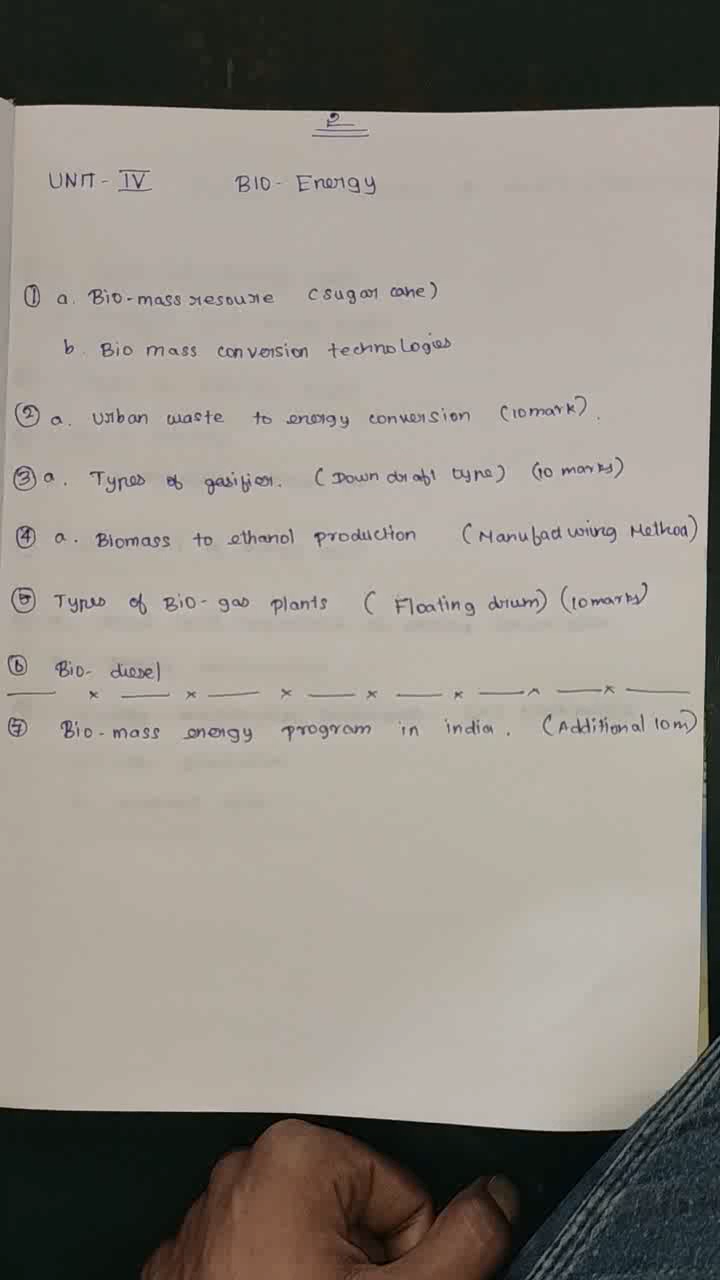 2
UNIT - IV BIO - Energy
① a. Bio-mass resource (sugar cane)
b. Bio mass conversion technologies
② a. Urban waste to energy conversion (10mark).
③ a. Types of gasifier. (Down draft type) (10 marks)
④ a. Biomass to ethanol production (Manufacturing Method)
⑤ Types of Bio-gas plants (Floating drum) (10marks)
⑥ Bio-diesel
⑦ Bio-mass energy program in india. (Additional 10m)